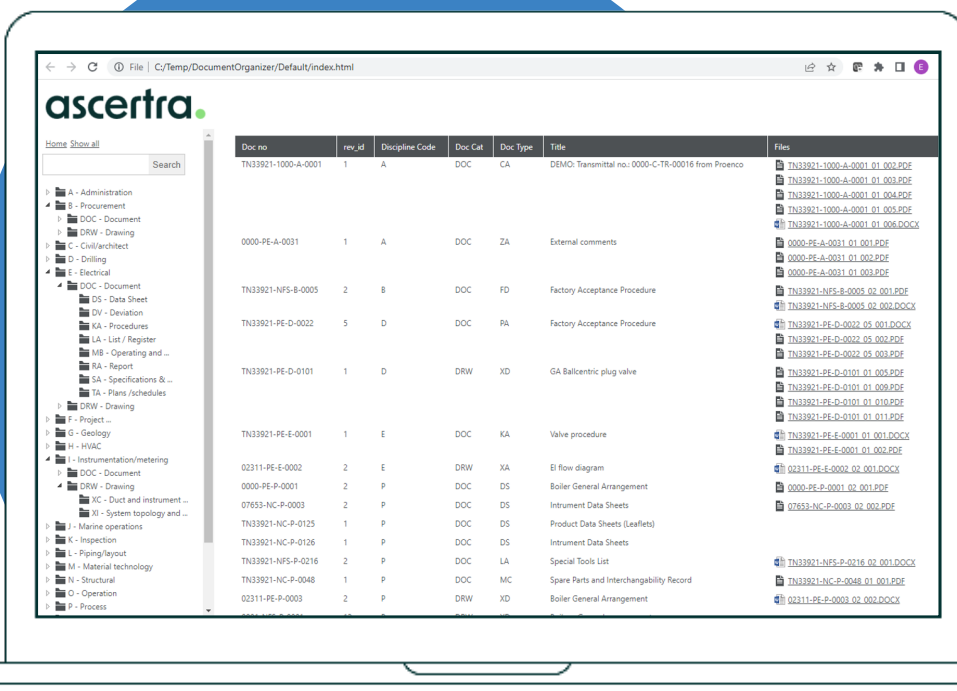 File | C:/Temp/DocumentOrganizer/Default/index.html
E
ascertra.
Home Show all
Search
A - Administration
B - Procurement
DOC - Document
DRW - Drawing
C - Civil/architect
D - Drilling
E - Electrical
DOC - Document
DS - Data Sheet
DV - Deviation
KA - Procedures
LA - List / Register
MB - Operating and ...
RA - Report
SA - Specifications & ...
TA - Plans /schedules
DRW - Drawing
F - Project ...
G - Geology
H - HVAC
I - Instrumentation/metering
DOC - Document
DRW - Drawing
XC - Duct and instrument ...
XI - System topology and ...
J - Marine operations
K - Inspection
L - Piping/layout
M - Material technology
N - Structural
O - Operation
P - Process
Doc no rev_id Discipline Code Doc Cat Doc Type Title Files
TN33921-1000-A-0001 1 A DOC CA DEMO: Transmittal no.: 0000-C-TR-00016 from Proenco TN33921-1000-A-0001 01 002.PDF
TN33921-1000-A-0001 01 003.PDF
TN33921-1000-A-0001 01 004.PDF
TN33921-1000-A-0001 01 005.PDF
TN33921-1000-A-0001 01 006.DOCX
0000-PE-A-0031 1 A DOC ZA External comments 0000-PE-A-0031 01 001.PDF
0000-PE-A-0031 01 002.PDF
0000-PE-A-0031 01 003.PDF
TN33921-NFS-B-0005 2 B DOC FD Factory Acceptance Procedure TN33921-NFS-B-0005 02 001.PDF
TN33921-NFS-B-0005 02 002.DOCX
TN33921-PE-D-0022 5 D DOC PA Factory Acceptance Procedure TN33921-PE-D-0022 05 001.DOCX
TN33921-PE-D-0022 05 002.PDF
TN33921-PE-D-0022 05 003.PDF
TN33921-PE-D-0101 1 D DRW XD GA Ballcentric plug valve TN33921-PE-D-0101 01 005.PDF
TN33921-PE-D-0101 01 009.PDF
TN33921-PE-D-0101 01 010.PDF
TN33921-PE-D-0101 01 011.PDF
TN33921-PE-E-0001 1 E DOC KA Valve procedure TN33921-PE-E-0001 01 001.DOCX
TN33921-PE-E-0001 01 002.PDF
02311-PE-E-0002 2 E DRW XA El flow diagram 02311-PE-E-0002 02 001.DOCX
0000-PE-P-0001 2 P DOC DS Boiler General Arrangement 0000-PE-P-0001 02 001.PDF
07653-NC-P-0003 2 P DOC DS Intrument Data Sheets 07653-NC-P-0003 02 002.PDF
TN33921-NC-P-0125 1 P DOC DS Product Data Sheets (Leaflets)
TN33921-NC-P-0126 1 P DOC DS Intrument Data Sheets
TN33921-NFS-P-0216 2 P DOC LA Special Tools List TN33921-NFS-P-0216 02 001.DOCX
TN33921-NC-P-0048 1 P DOC MC Spare Parts and Interchangability Record TN33921-NC-P-0048 01 001.PDF
02311-PE-P-0003 2 P DRW XD Boiler General Arrangement 02311-PE-P-0003 02 002.DOCX